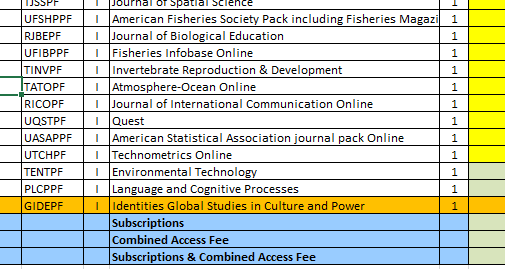 TJSSPF I Journal of Spatial Science 1
UFSHPPF I American Fisheries Society Pack including Fisheries Magazi 1
RJBEPF I Journal of Biological Education 1
UFIBPPF I Fisheries Infobase Online 1
TINVPF I Invertebrate Reproduction & Development 1
TATOPF I Atmosphere-Ocean Online 1
RICOPF I Journal of International Communication Online 1
UQSTPF I Quest 1
UASAPPF I American Statistical Association journal pack Online 1
UTCHPF I Technometrics Online 1
TENTPF I Environmental Technology 1
PLCPPF I Language and Cognitive Processes 1
GIDEPF I Identities Global Studies in Culture and Power 1
Subscriptions
Combined Access Fee
Subscriptions & Combined Access Fee